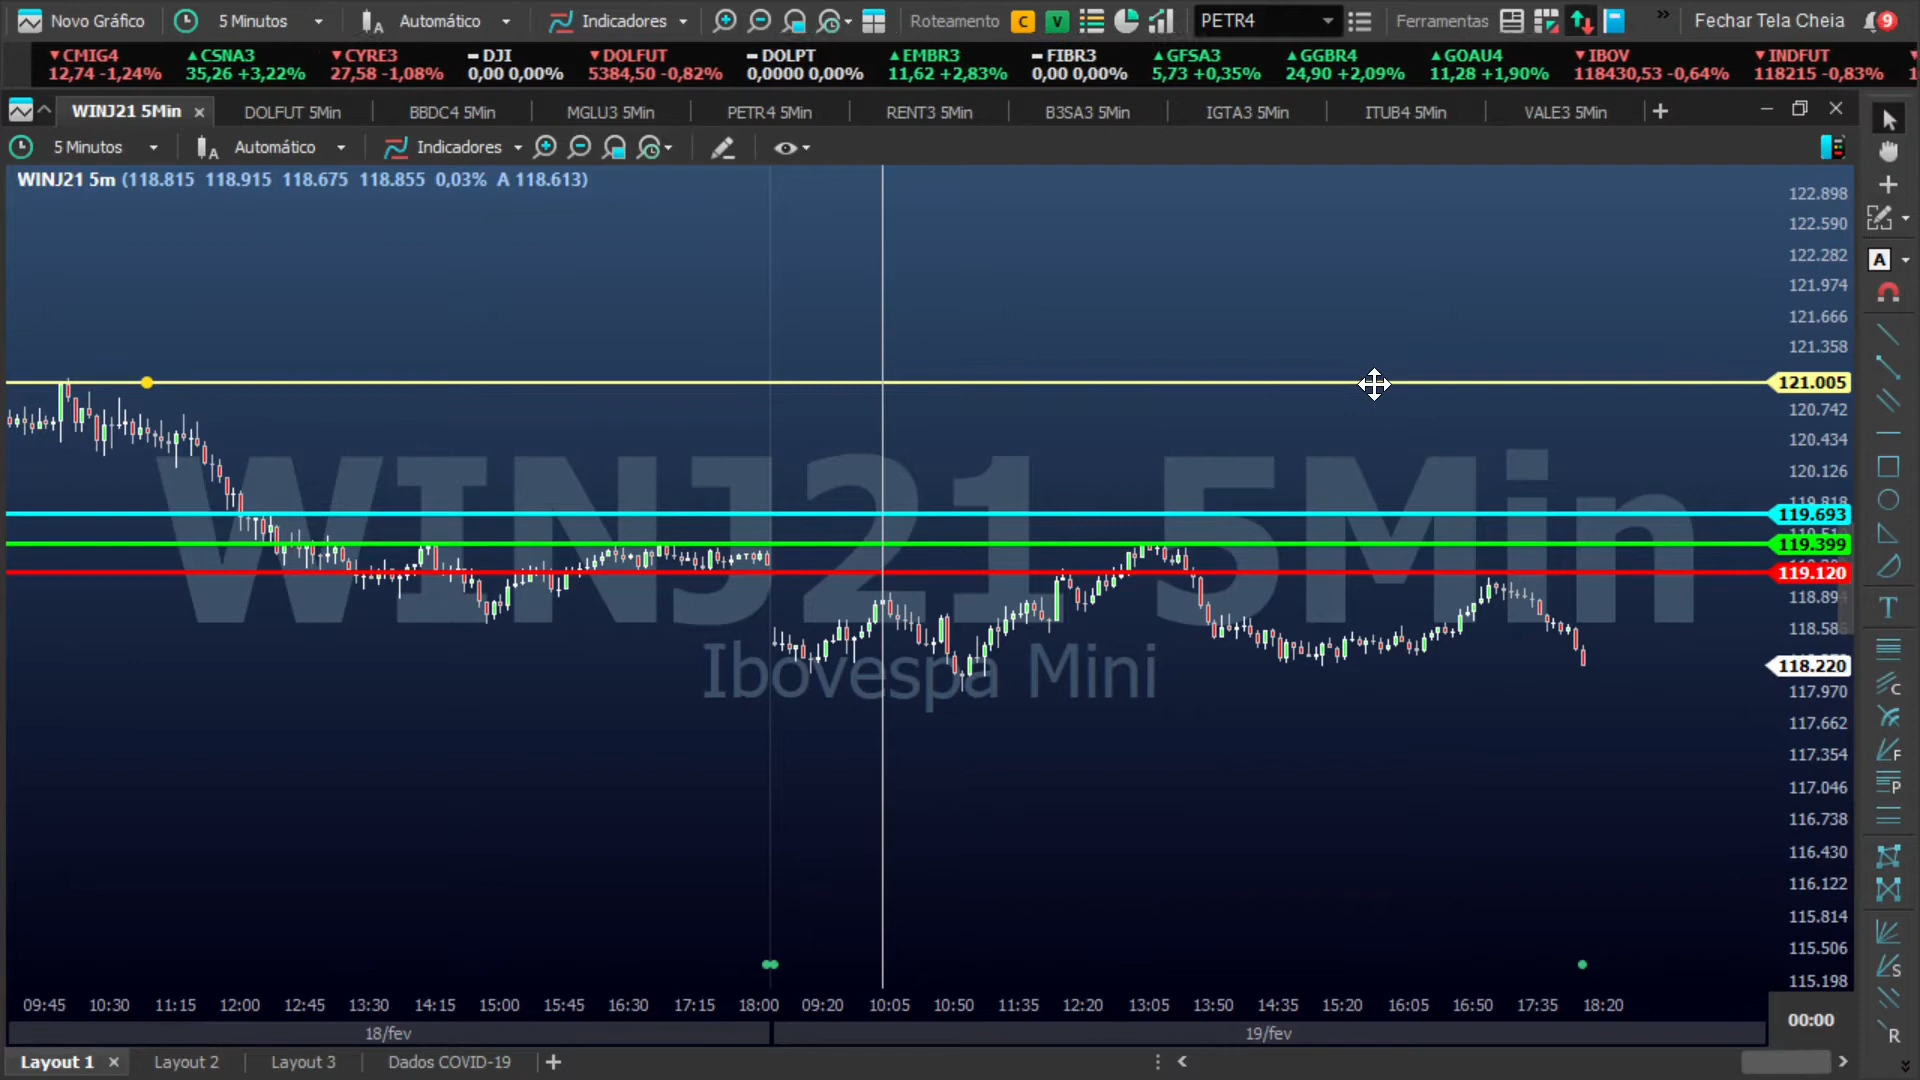 Novo Gráfico 5 Minutos Automático Indicadores Roteamento C V PETR4 Ferramentas » Fechar Tela Cheia 9
CMIG4 CSNA3 CYRE3 DJI DOLFUT DOLPT EMBR3 FIBR3 GFSA3 GGBR4 GOAU4 IBOV INDFUT
12,74 -1,24% 35,26 +3,22% 27,58 -1,08% 0,00 0,00% 5384,50 -0,82% 0,0000 0,00% 11,62 +2,83% 0,00 0,00% 5,73 +0,35% 24,90 +2,09% 11,28 +1,90% 118430,53 -0,64% 118215 -0,83%
WINJ21 5Min DOLFUT 5Min BBDC4 5Min MGLU3 5Min PETR4 5Min RENT3 5Min B3SA3 5Min IGTA3 5Min ITUB4 5Min VALE3 5Min
5 Minutos Automático Indicadores
WINJ21 5m (118.815 118.915 118.675 118.855 0,03% A 118.613)
122.898
122.590
122.282
121.974
121.666
121.358
121.005
120.742
120.434
120.126
119.818
119.693
119.399
119.120
118.894
118.586
118.220
117.970
117.662
117.354
117.046
116.738
116.430
116.122
115.814
115.506
115.198
WINJ21 5Min
Ibovespa Mini
09:45 10:30 11:15 12:00 12:45 13:30 14:15 15:00 15:45 16:30 17:15 18:00 09:20 10:05 10:50 11:35 12:20 13:05 13:50 14:35 15:20 16:05 16:50 17:35 18:20
18/fev 19/fev 00:00
Layout 1 Layout 2 Layout 3 Dados COVID-19
A
T
C
F
P
S
R